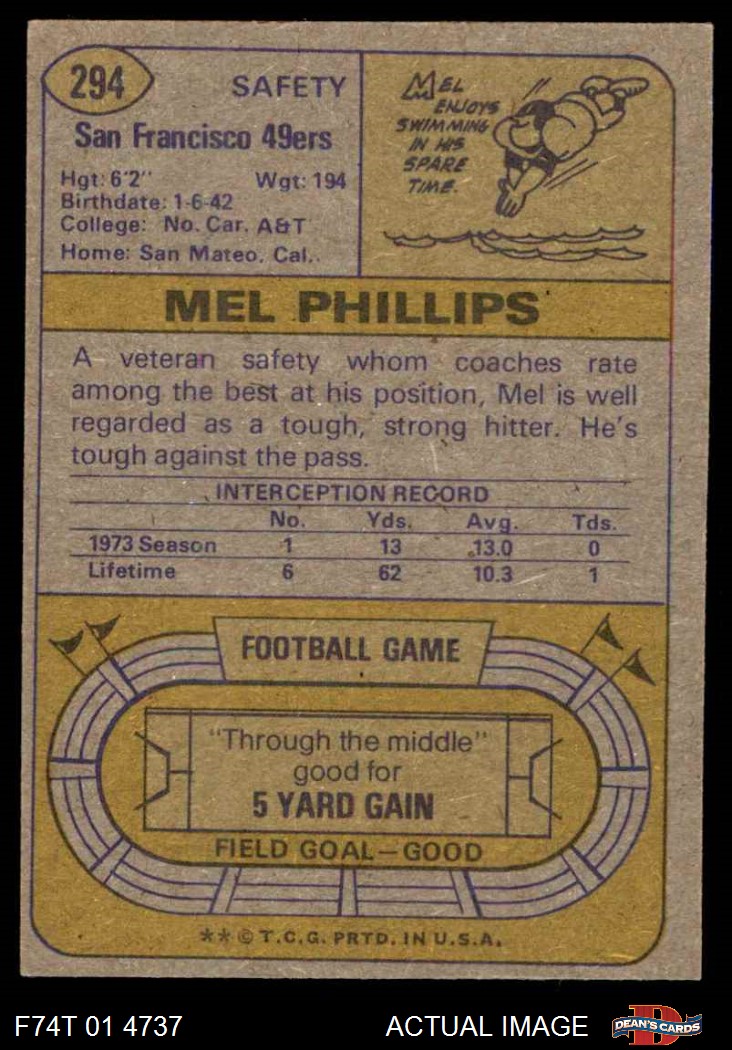 294
SAFETY
San Francisco 49ers
Hgt: 6'2" Wgt: 194
Birthdate: 1-6-42
College: No. Car. A&T
Home: San Mateo, Cal.
MEL
ENJOYS
SWIMMING
IN HIS
SPARE
TIME.
MEL PHILLIPS
A veteran safety whom coaches rate
among the best at his position, Mel is well
regarded as a tough, strong hitter. He's
tough against the pass.
INTERCEPTION RECORD
No. Yds. Avg. Tds.
1973 Season 1 13 13.0 0
Lifetime 6 62 10.3 1
FOOTBALL GAME
"Through the middle"
good for
5 YARD GAIN
FIELD GOAL—GOOD
** © T.C.G. PRTD. IN U.S.A.
F74T 01 4737 ACTUAL IMAGE
D
DEAN'S CARDS